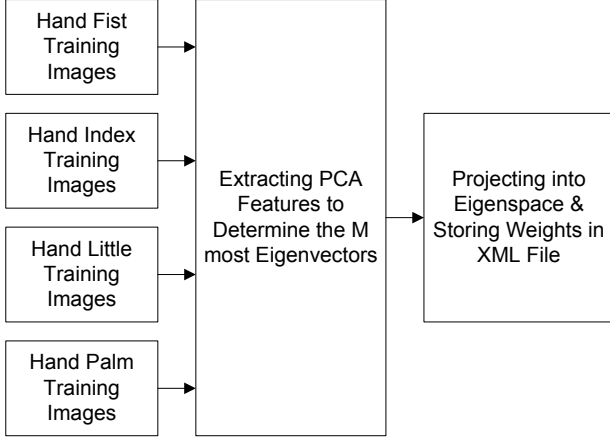 Hand Fist
Training
Images
Hand Index
Training
Images
Hand Little
Training
Images
Hand Palm
Training
Images
Extracting PCA
Features to
Determine the M
most Eigenvectors
Projecting into
Eigenspace &
Storing Weights in
XML File